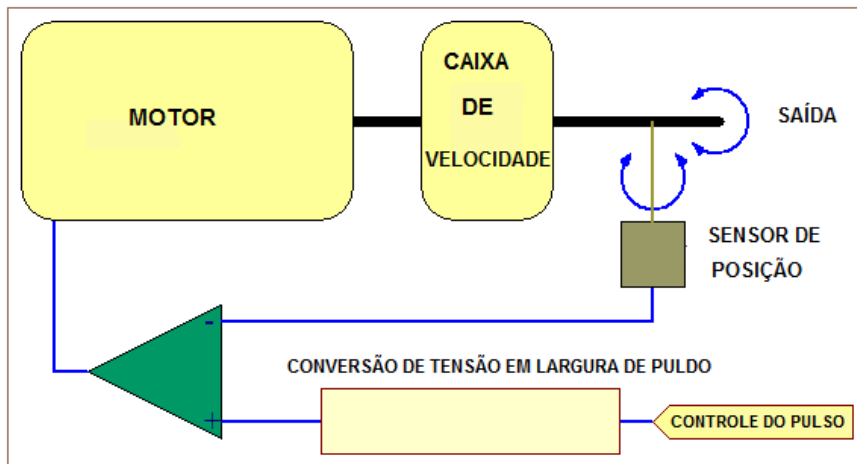 MOTOR
CAIXA
DE
VELOCIDADE
SAÍDA
SENSOR DE
POSIÇÃO
-
CONVERSÃO DE TENSÃO EM LARGURA DE PULDO
+
CONTROLE DO PULSO